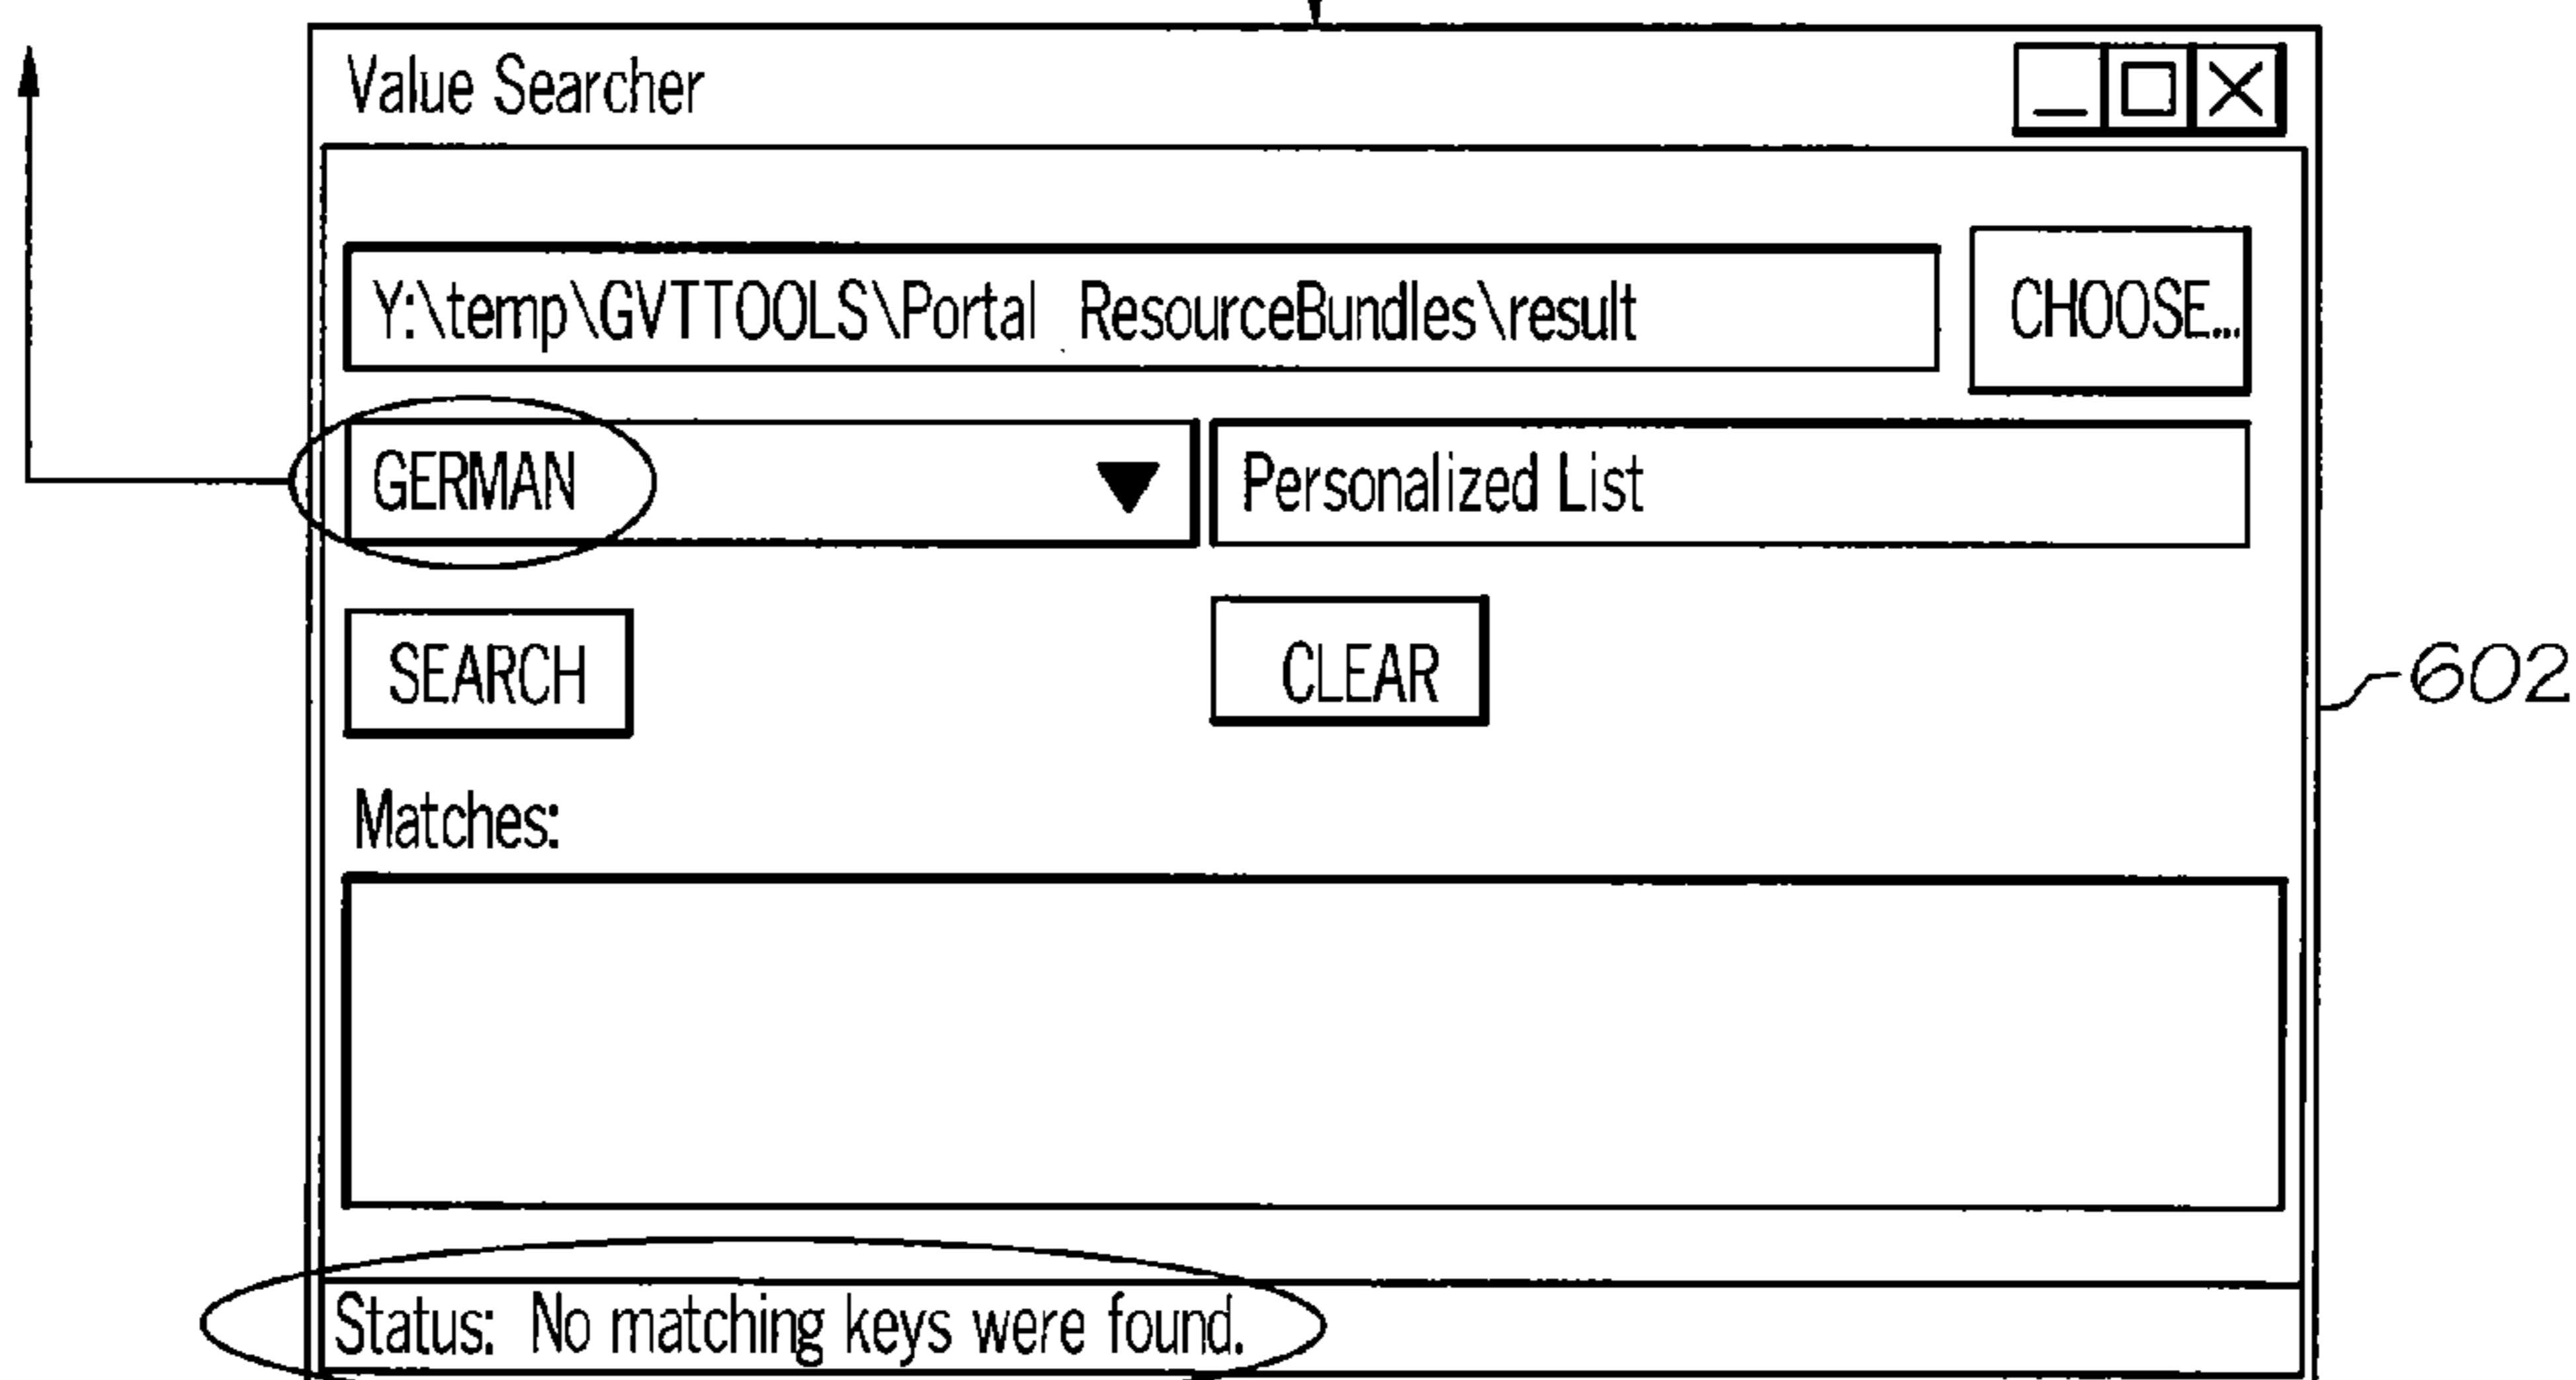 Value Searcher
Y:\temp\GVTTOOLS\Portal ResourceBundles\result
CHOOSE...
GERMAN
Personalized List
SEARCH
CLEAR
602
Matches:
Status: No matching keys were found.